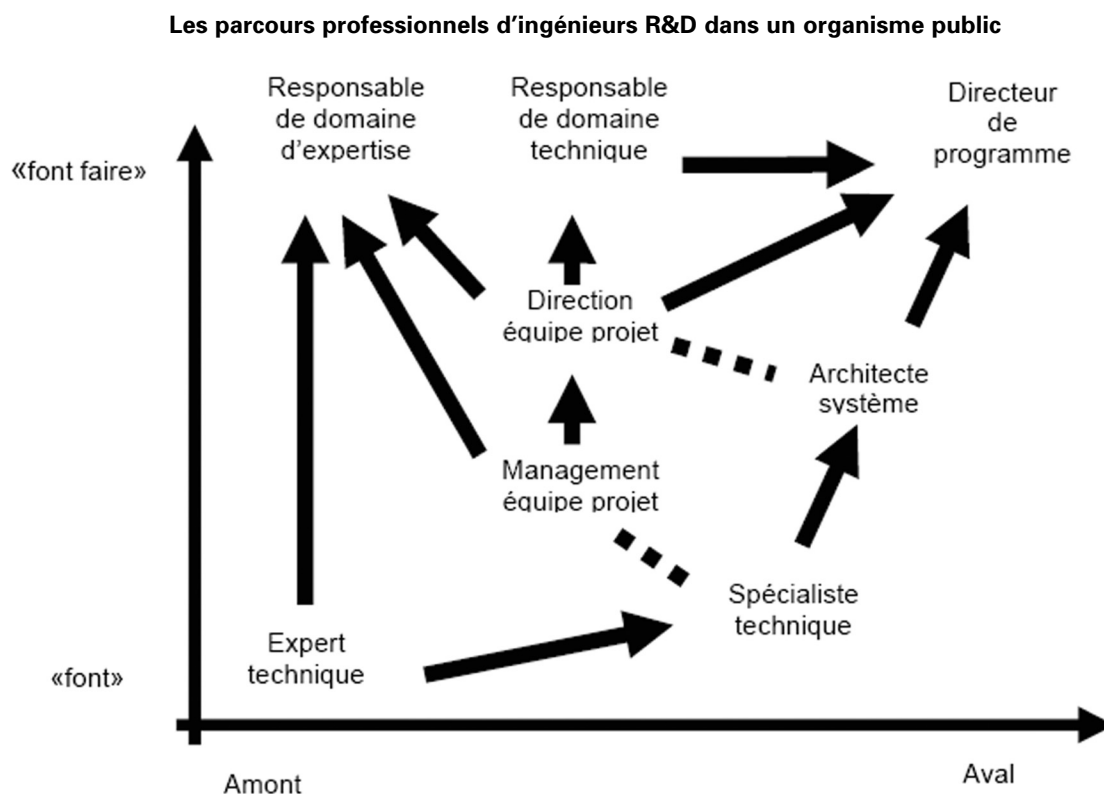 Les parcours professionnels d'ingénieurs R&D dans un organisme public
Responsable
de domaine
d'expertise
Responsable
de domaine
technique
Directeur
de
programme
«font faire»
Direction
équipe projet
Architecte
système
Management
équipe projet
Spécialiste
technique
Expert
technique
«font»
Amont
Aval